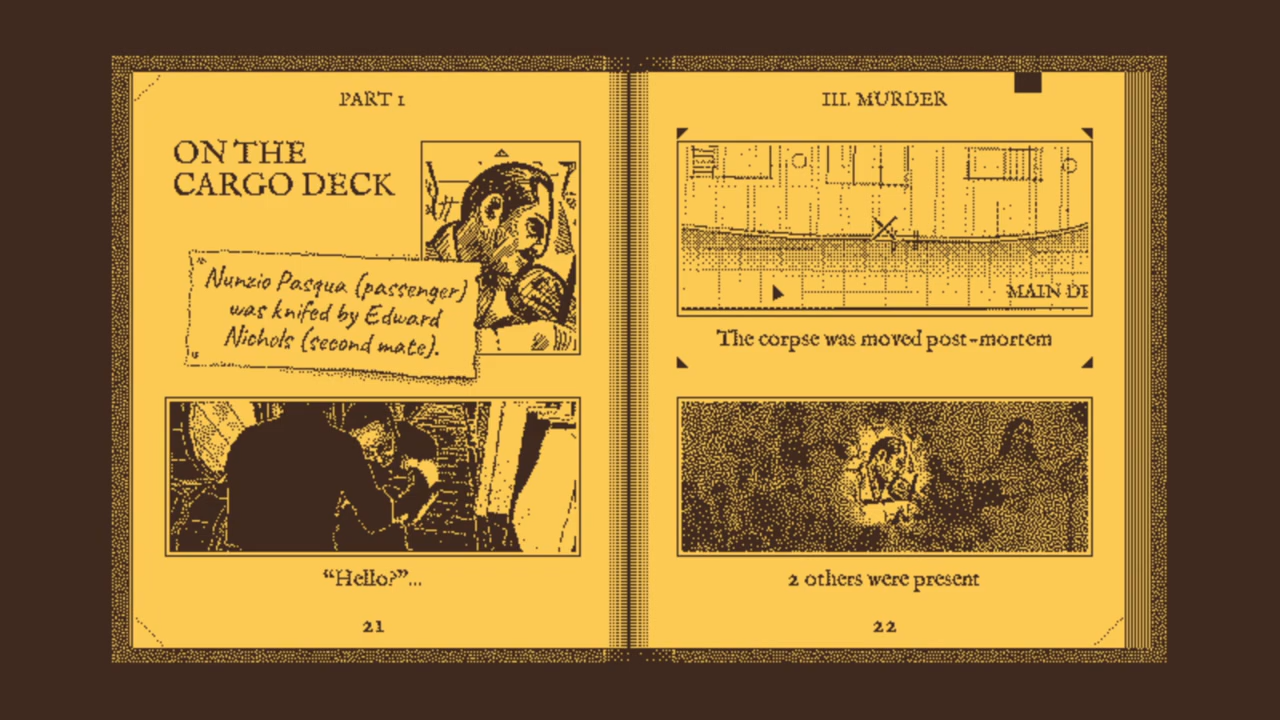 PART 1
ON THE
CARGO DECK
Nunzio Pasqua (passenger)
was knifed by Edward
Nichols (second mate).
“Hello?”...
21
III. MURDER
MAIN DE
The corpse was moved post-mortem
2 others were present
22